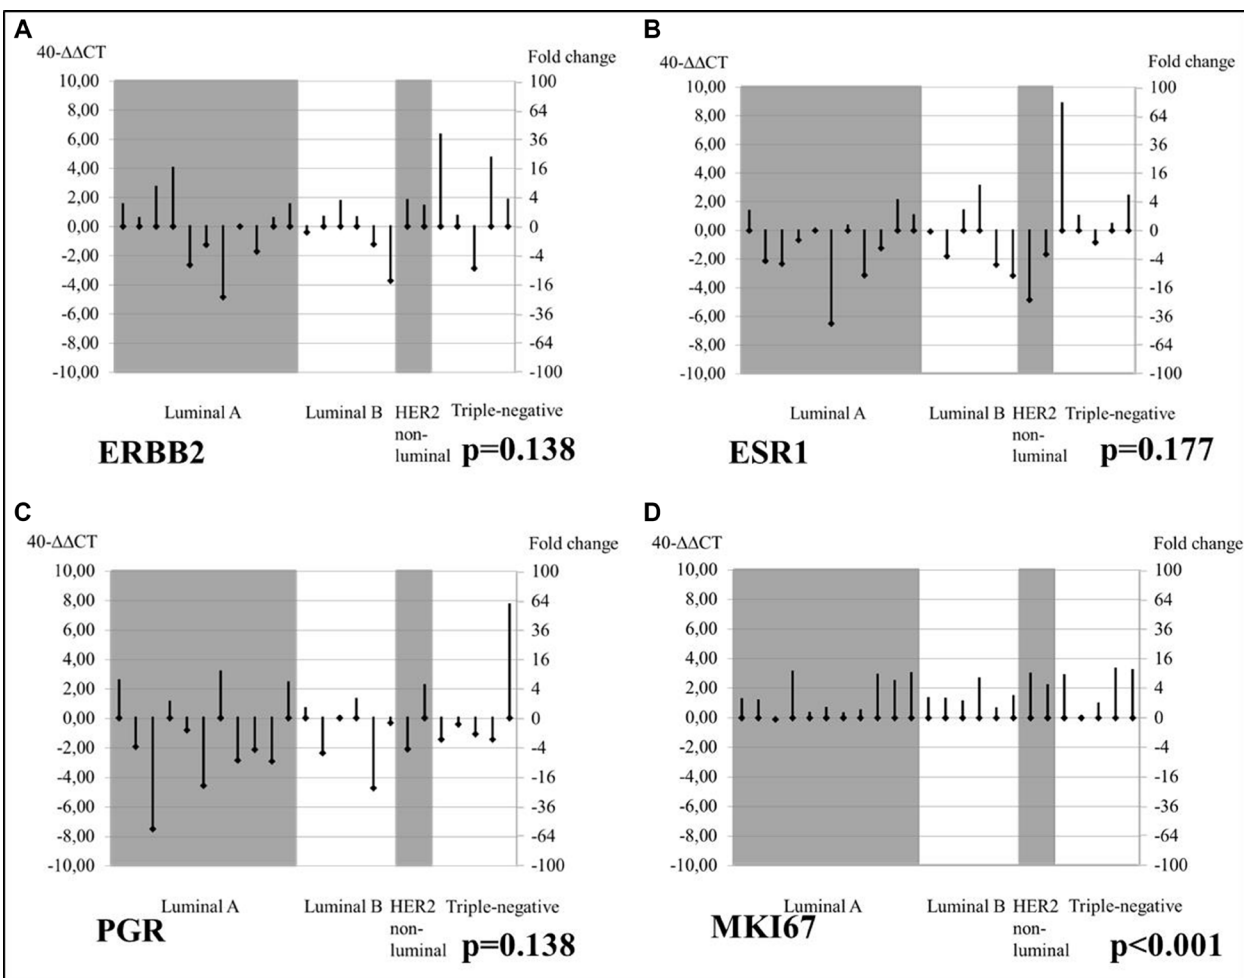 A
40-ΔΔCT
Fold change
10,00
8,00
6,00
4,00
2,00
0,00
-2,00
-4,00
-6,00
-8,00
-10,00
100
64
36
16
4
0
-4
-16
-36
-64
-100
Luminal A
Luminal B
HER2
non-
luminal
Triple-negative
ERBB2
p=0.138
B
40-ΔΔCT
Fold change
10,00
8,00
6,00
4,00
2,00
0,00
-2,00
-4,00
-6,00
-8,00
-10,00
100
64
36
16
4
0
-4
-16
-36
-64
-100
Luminal A
Luminal B
HER2
non-
luminal
Triple-negative
ESR1
p=0.177
C
40-ΔΔCT
Fold change
10,00
8,00
6,00
4,00
2,00
0,00
-2,00
-4,00
-6,00
-8,00
-10,00
100
64
36
16
4
0
-4
-16
-36
-64
-100
Luminal A
Luminal B
HER2
non-
luminal
Triple-negative
PGR
p=0.138
D
40-ΔΔCT
Fold change
10,00
8,00
6,00
4,00
2,00
0,00
-2,00
-4,00
-6,00
-8,00
-10,00
100
64
36
16
4
0
-4
-16
-36
-64
-100
Luminal A
Luminal B
HER2
non-
luminal
Triple-negative
MKI67
p<0.001